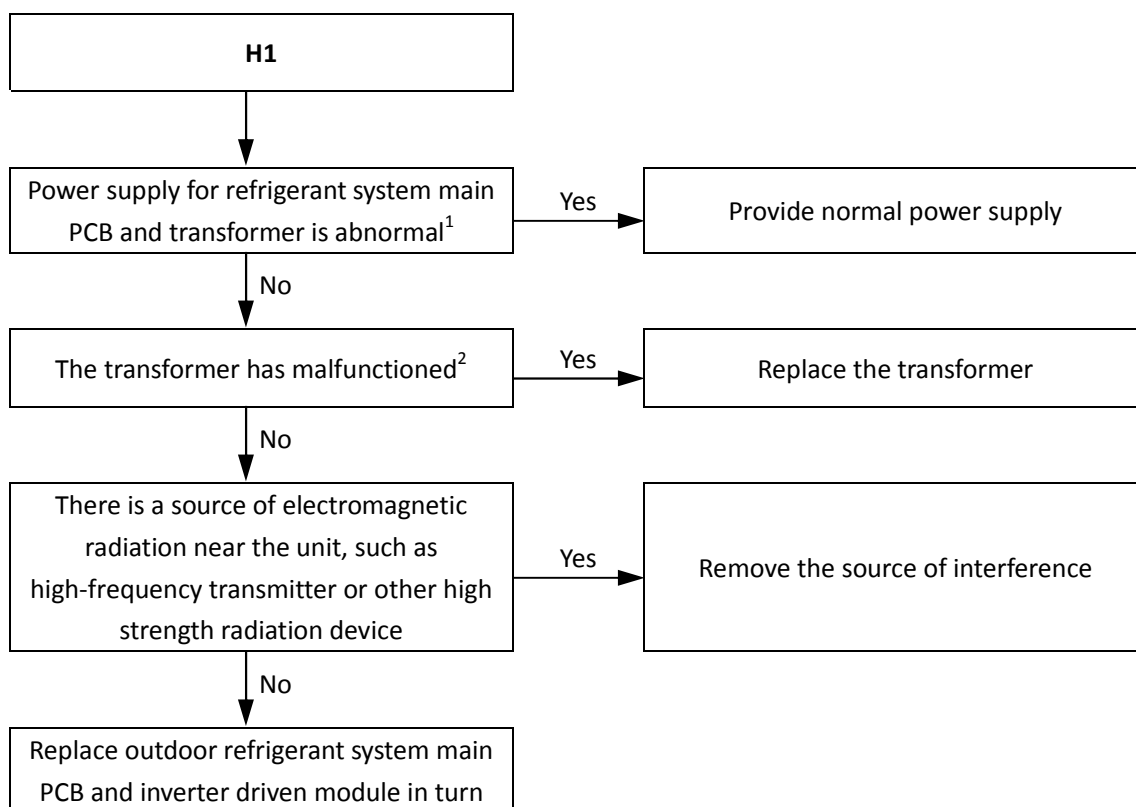 H1
Power supply for refrigerant system main
PCB and transformer is abnormal1
Yes
Provide normal power supply
No
The transformer has malfunctioned2
Yes
Replace the transformer
No
There is a source of electromagnetic
radiation near the unit, such as
high-frequency transmitter or other high
strength radiation device
Yes
Remove the source of interference
No
Replace outdoor refrigerant system main
PCB and inverter driven module in turn